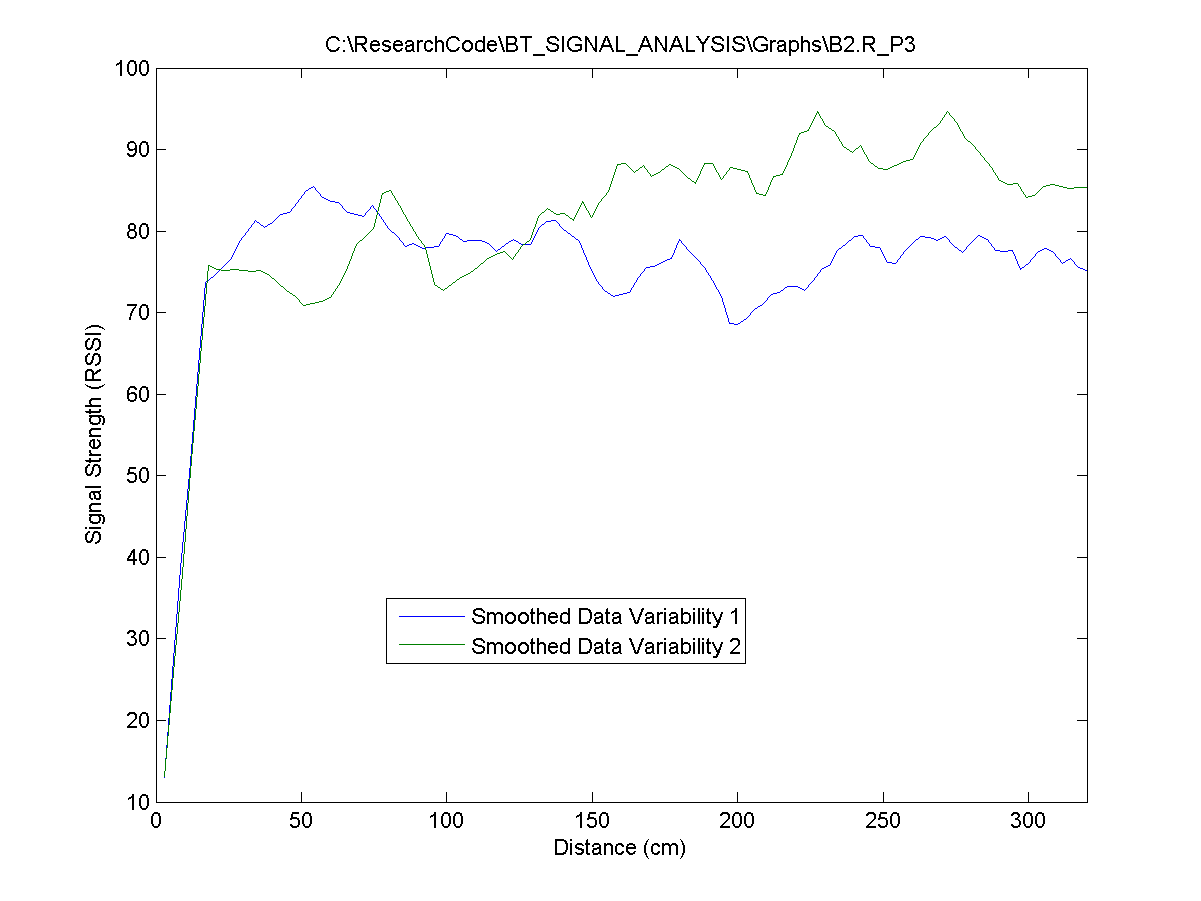 C:\ResearchCode\BT_SIGNAL_ANALYSIS\Graphs\B2.R_P3
100
90
80
70
60
50
40
30
20
10
Signal Strength (RSSI)
Smoothed Data Variability 1
Smoothed Data Variability 2
0 50 100 150 200 250 300
Distance (cm)